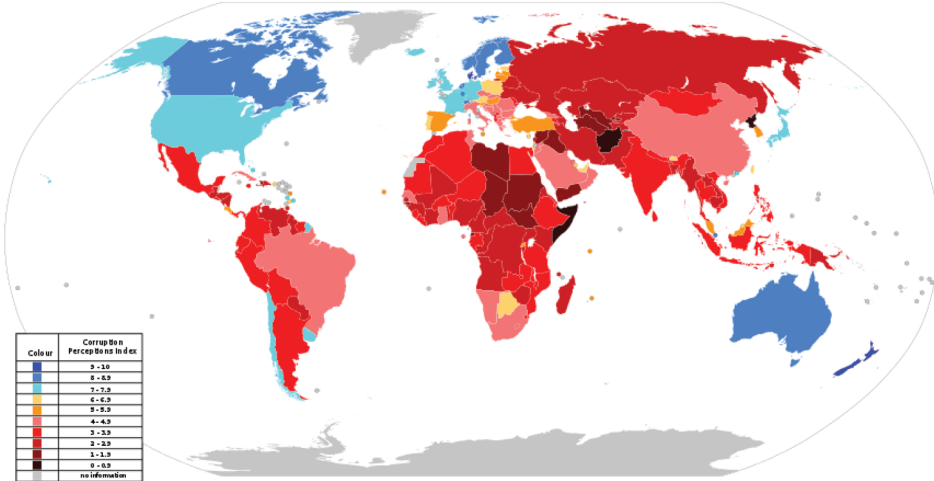 Colour
Corruption
Perceptions Index
9 - 10
8 - 8.9
7 - 7.9
6 - 6.9
5 - 5.9
4 - 4.9
3 - 3.9
2 - 2.9
1 - 1.9
0 - 0.9
no information